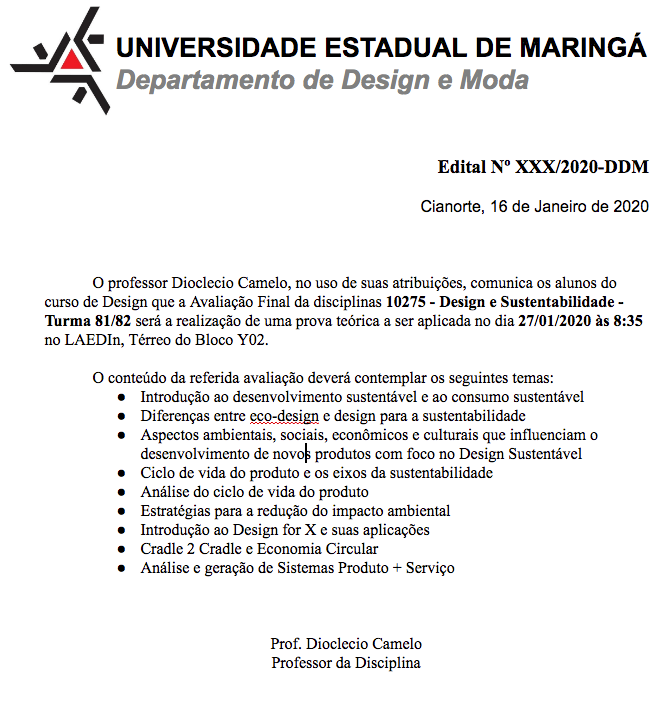 UNIVERSIDADE ESTADUAL DE MARINGÁ
Departamento de Design e Moda
Edital Nº XXX/2020-DDM
Cianorte, 16 de Janeiro de 2020
O professor Dioclecio Camelo, no uso de suas atribuições, comunica os alunos do
curso de Design que a Avaliação Final da disciplinas 10275 - Design e Sustentabilidade -
Turma 81/82 será a realização de uma prova teórica a ser aplicada no dia 27/01/2020 às 8:35
no LAEDIn, Térreo do Bloco Y02.
O conteúdo da referida avaliação deverá contemplar os seguintes temas:
● Introdução ao desenvolvimento sustentável e ao consumo sustentável
● Diferenças entre eco-design e design para a sustentabilidade
● Aspectos ambientais, sociais, econômicos e culturais que influenciam o
desenvolvimento de novos produtos com foco no Design Sustentável
● Ciclo de vida do produto e os eixos da sustentabilidade
● Análise do ciclo de vida do produto
● Estratégias para a redução do impacto ambiental
● Introdução ao Design for X e suas aplicações
● Cradle 2 Cradle e Economia Circular
● Análise e geração de Sistemas Produto + Serviço
Prof. Dioclecio Camelo
Professor da Disciplina